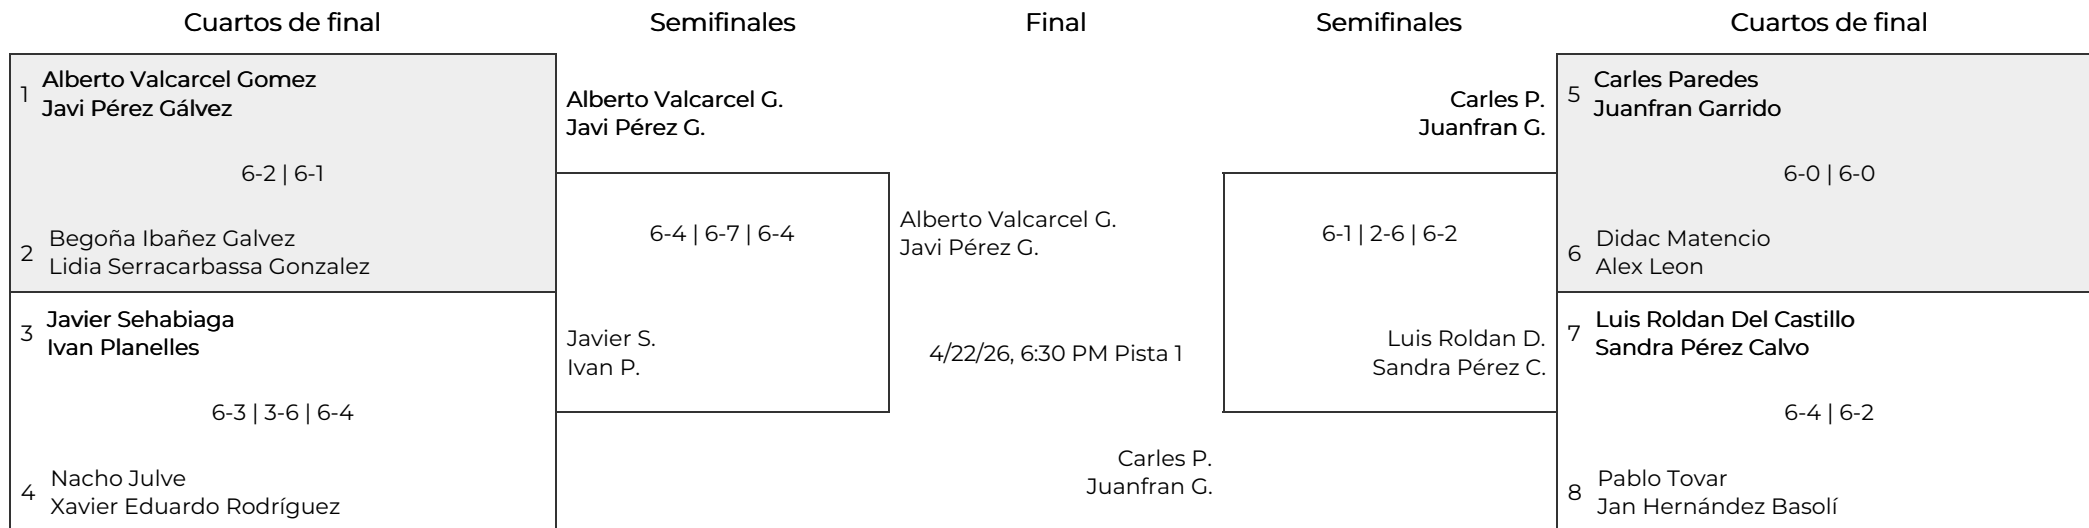 Cuartos de final
Semifinales
Final
Semifinales
Cuartos de final
1
Alberto Valcarcel Gomez
Javi Pérez Gálvez
6-2 | 6-1
2
Begoña Ibañez Galvez
Lidia Serracarbassa Gonzalez
3
Javier Sehabiaga
Ivan Planelles
6-3 | 3-6 | 6-4
4
Nacho Julve
Xavier Eduardo Rodríguez
Alberto Valcarcel G.
Javi Pérez G.
6-4 | 6-7 | 6-4
Javier S.
Ivan P.
Alberto Valcarcel G.
Javi Pérez G.
4/22/26, 6:30 PM Pista 1
Carles P.
Juanfran G.
Carles P.
Juanfran G.
6-1 | 2-6 | 6-2
Luis Roldan D.
Sandra Pérez C.
5
Carles Paredes
Juanfran Garrido
6-0 | 6-0
6
Didac Matencio
Alex Leon
7
Luis Roldan Del Castillo
Sandra Pérez Calvo
6-4 | 6-2
8
Pablo Tovar
Jan Hernández Basolí